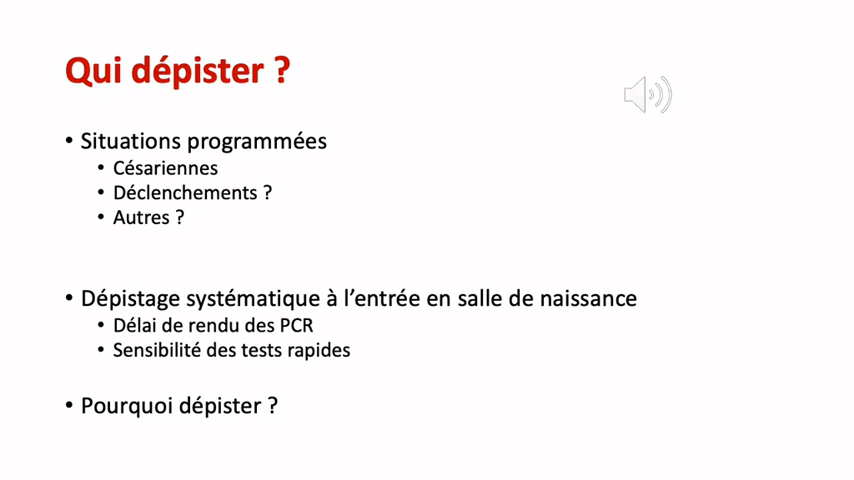 Qui dépister ?
• Situations programmées
• Césariennes
• Déclenchements ?
• Autres ?
• Dépistage systématique à l’entrée en salle de naissance
• Délai de rendu des PCR
• Sensibilité des tests rapides
• Pourquoi dépister ?